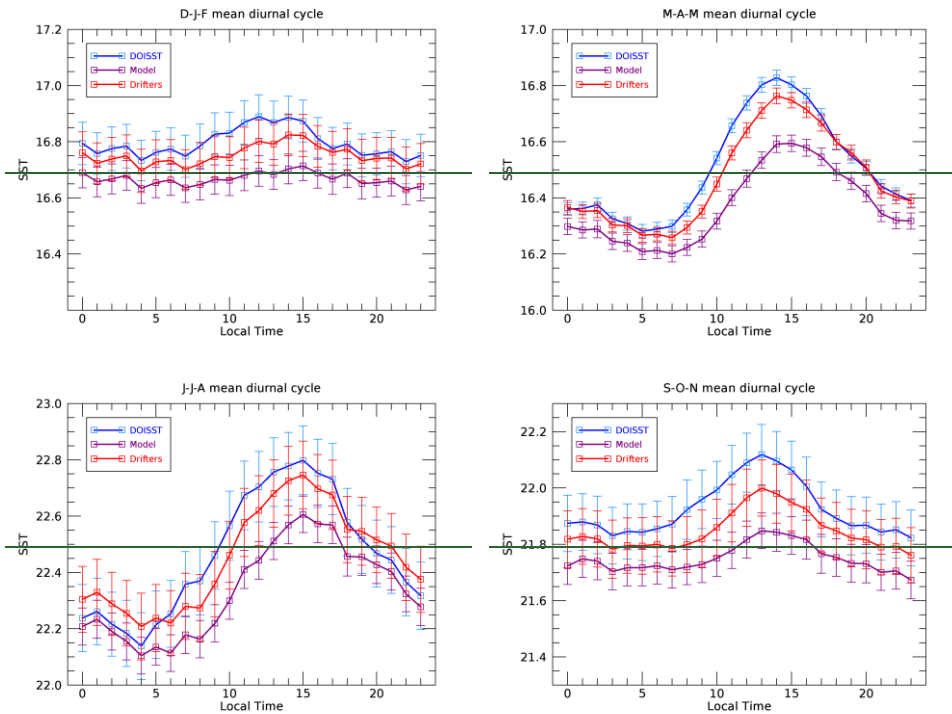 D-J-F mean diurnal cycle
17.2
17.0
16.8
16.6
16.4
SST
DOISST
Model
Drifters
0 5 10 15 20
Local Time
M-A-M mean diurnal cycle
17.0
16.8
16.6
16.4
16.2
16.0
SST
DOISST
Model
Drifters
0 5 10 15 20
Local Time
J-J-A mean diurnal cycle
23.0
22.8
22.6
22.4
22.2
22.0
SST
DOISST
Model
Drifters
0 5 10 15 20
Local Time
S-O-N mean diurnal cycle
22.2
22.0
21.8
21.6
21.4
SST
DOISST
Model
Drifters
0 5 10 15 20
Local Time